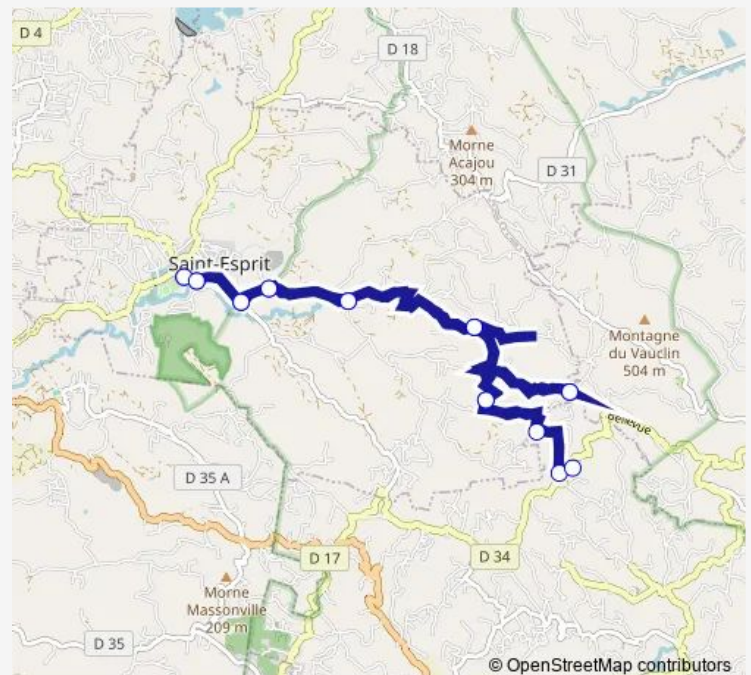 D 4
D 18
Morne
Acajou
304 m
D 31
Saint-Esprit
Montagne
du Vauclin
504 m
Bellevue
D 35 A
D 17
D 34
Morne
Massonville
209 m
D 35
© OpenStreetMap contributors